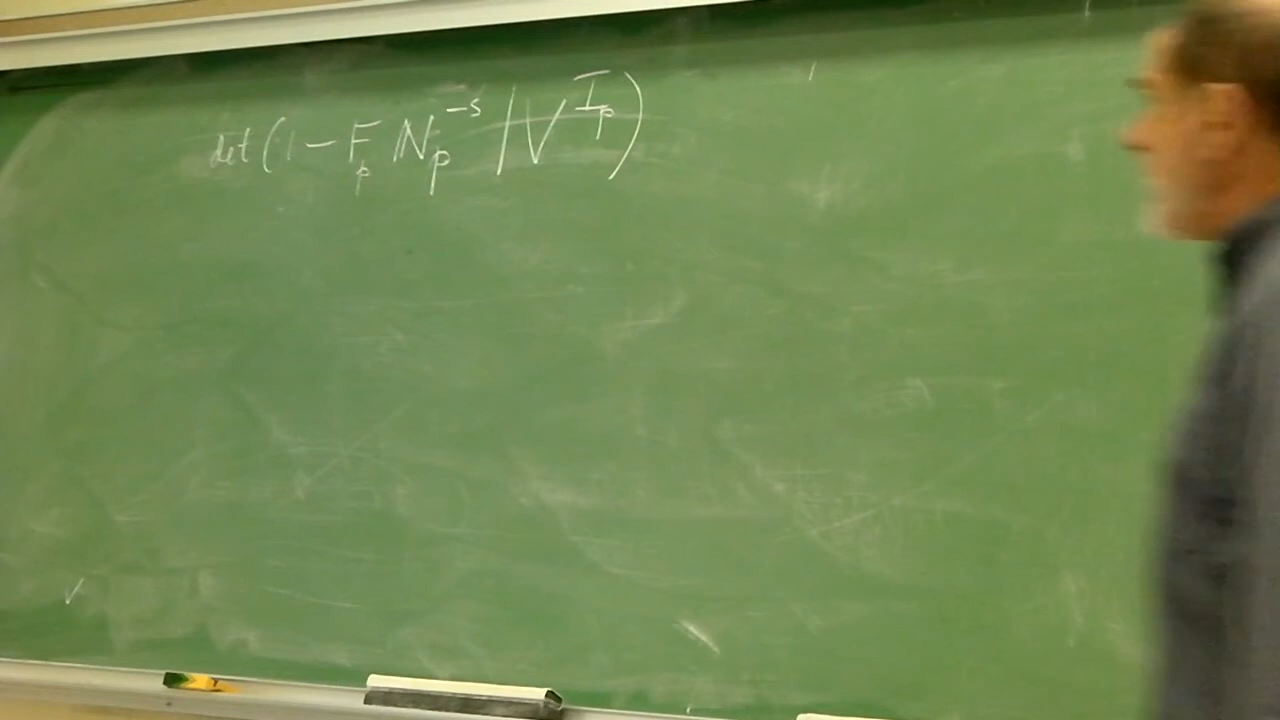 det(1 - F_p N_p^{-s} | V^{I_p})